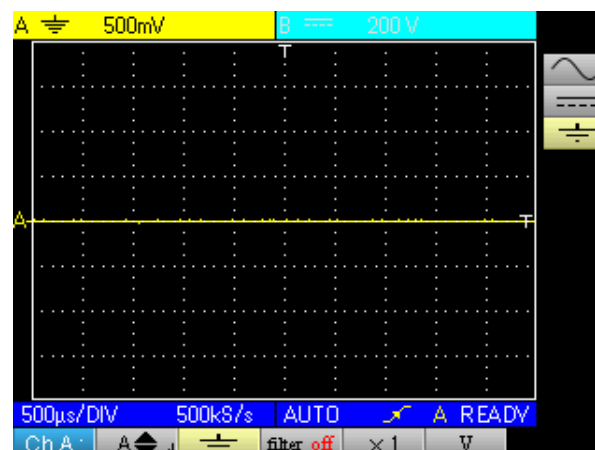 A 500mV B 200 V
T
A T
500µs/DIV 500kS/s AUTO A READY
Ch A: A filter off ×1 V